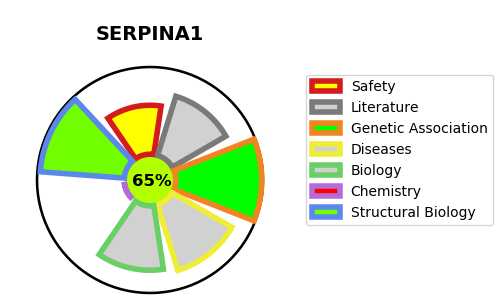 SERPINA1
65%
Safety
Literature
Genetic Association
Diseases
Biology
Chemistry
Structural Biology